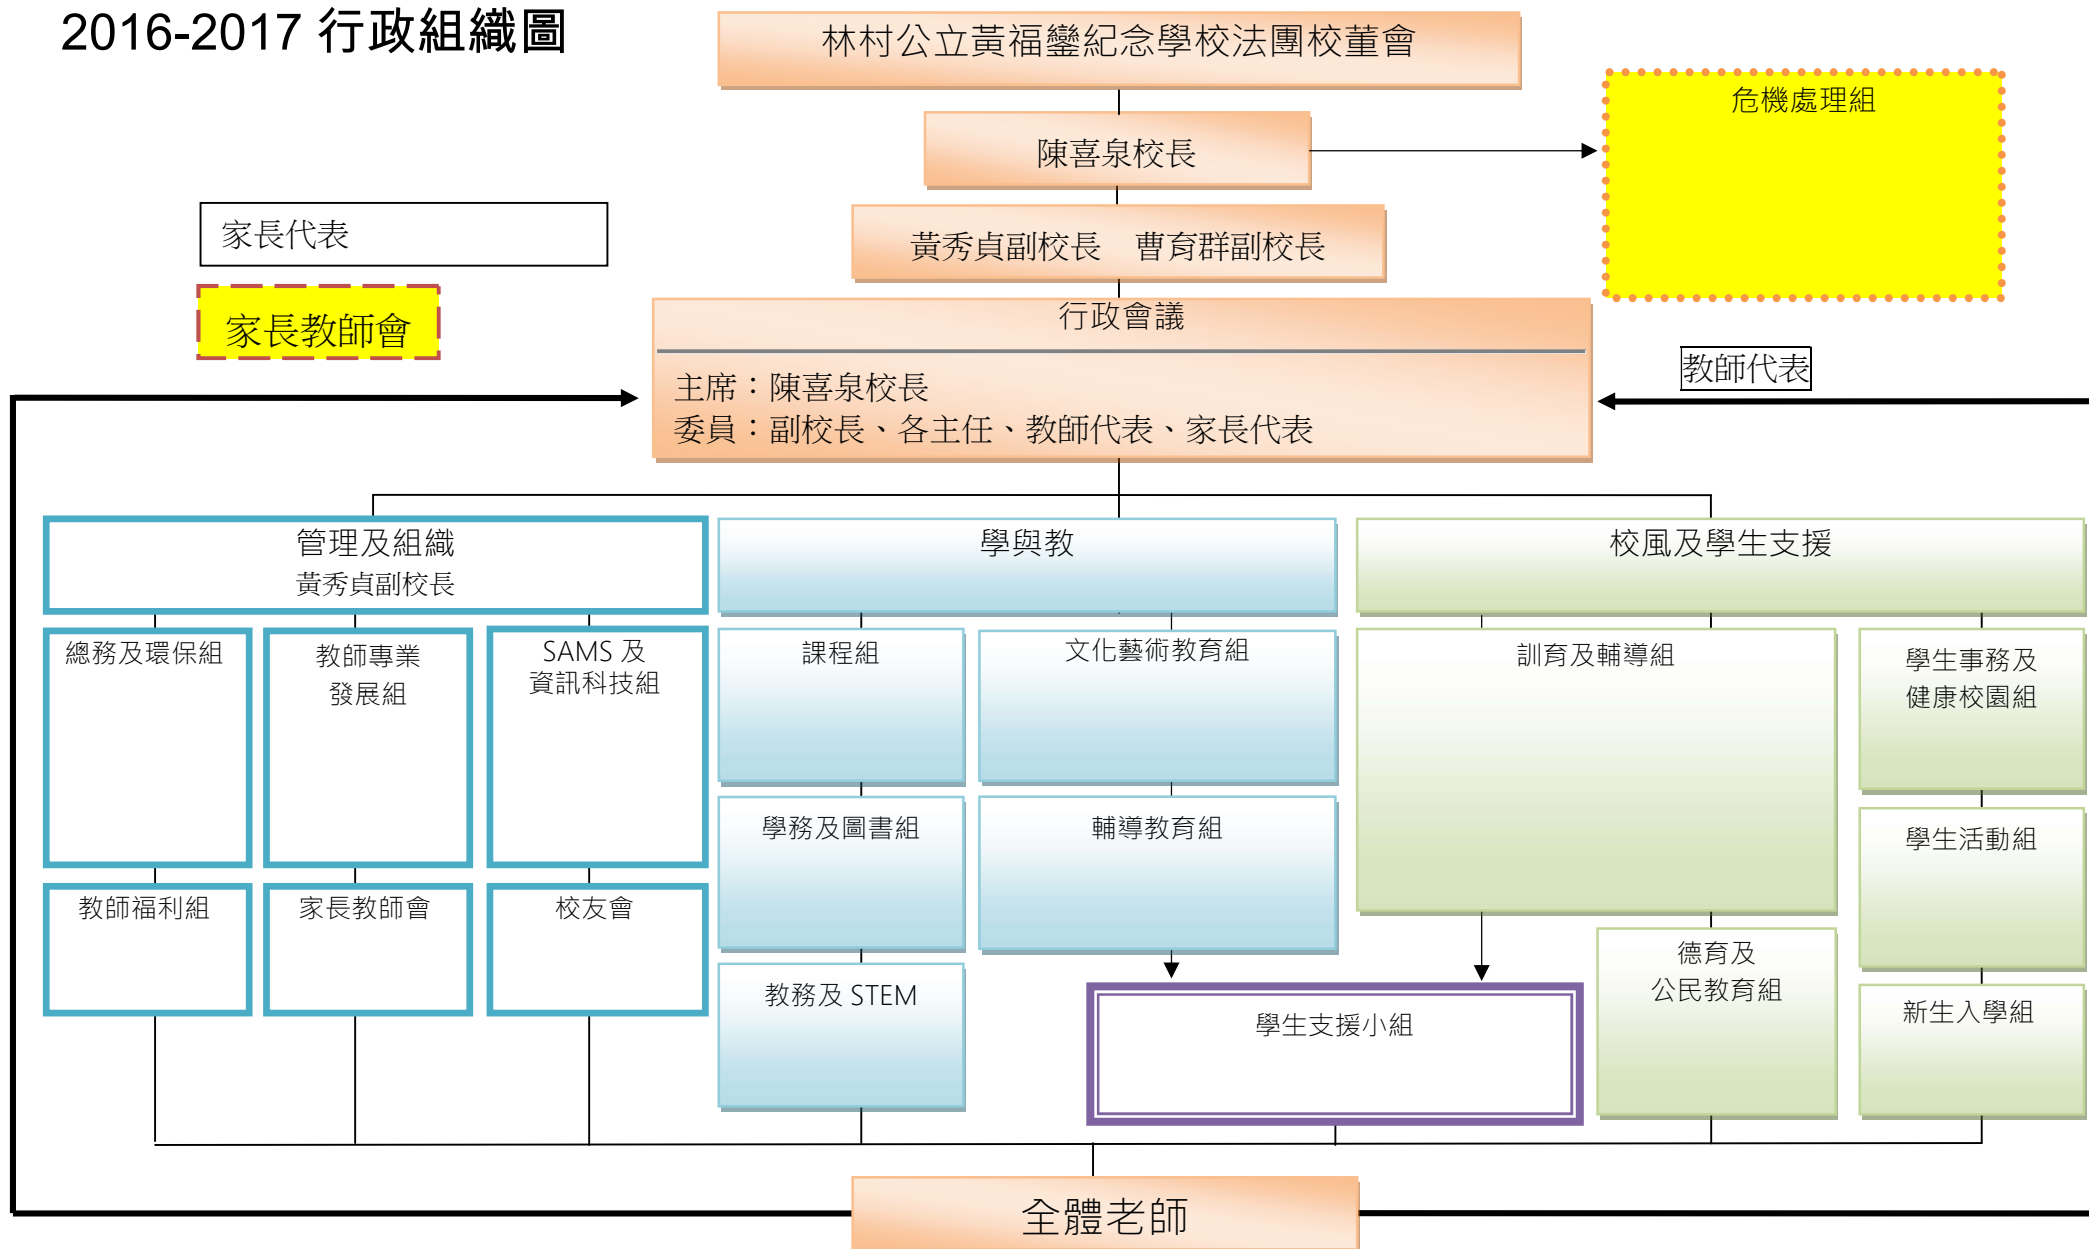 2016-2017 行政組織圖
林村公立黃福鑾紀念學校法團校董會
危機處理組
陳喜泉校長
家長代表
黃秀貞副校長　曹育群副校長
家長教師會
行政會議
教師代表
主席：陳喜泉校長
委員：副校長、各主任、教師代表、家長代表
管理及組織
黃秀貞副校長
學與教
校風及學生支援
總務及環保組
教師專業
發展組
SAMS 及
資訊科技組
課程組
文化藝術教育組
訓育及輔導組
學生事務及
健康校園組
學務及圖書組
輔導教育組
學生活動組
教師福利組
家長教師會
校友會
教務及 STEM
學生支援小組
德育及
公民教育組
新生入學組
全體老師